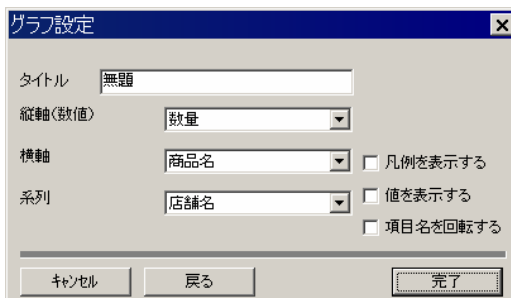 グラフ設定
タイトル 無題
縦軸(数値) 数量
横軸 商品名 凡例を表示する
系列 店舗名 値を表示する
項目名を回転する
キャンセル 戻る 完了